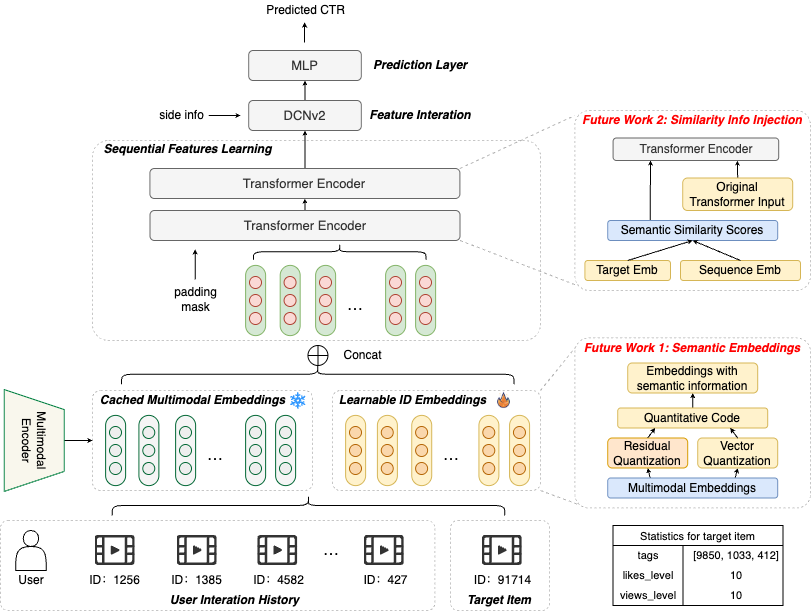 Predicted CTR
MLP
Prediction Layer
side info
DCNv2
Feature Interation
Sequential Features Learning
Transformer Encoder
Transformer Encoder
padding
mask
...
Concat
Future Work 2: Similarity Info Injection
Transformer Encoder
Original
Transformer Input
Semantic Similarity Scores
Target Emb
Sequence Emb
Multimodal
Encoder
Cached Multimodal Embeddings
...
Learnable ID Embeddings
...
Future Work 1: Semantic Embeddings
Embeddings with
semantic information
Quantitative Code
Residual
Quantization
Vector
Quantization
Multimodal Embeddings
User
ID: 1256
ID: 1385
ID: 4582
...
ID: 427
User Interation History
ID: 91714
Target Item
Statistics for target item
tags [9850, 1033, 412]
likes_level 10
views_level 10